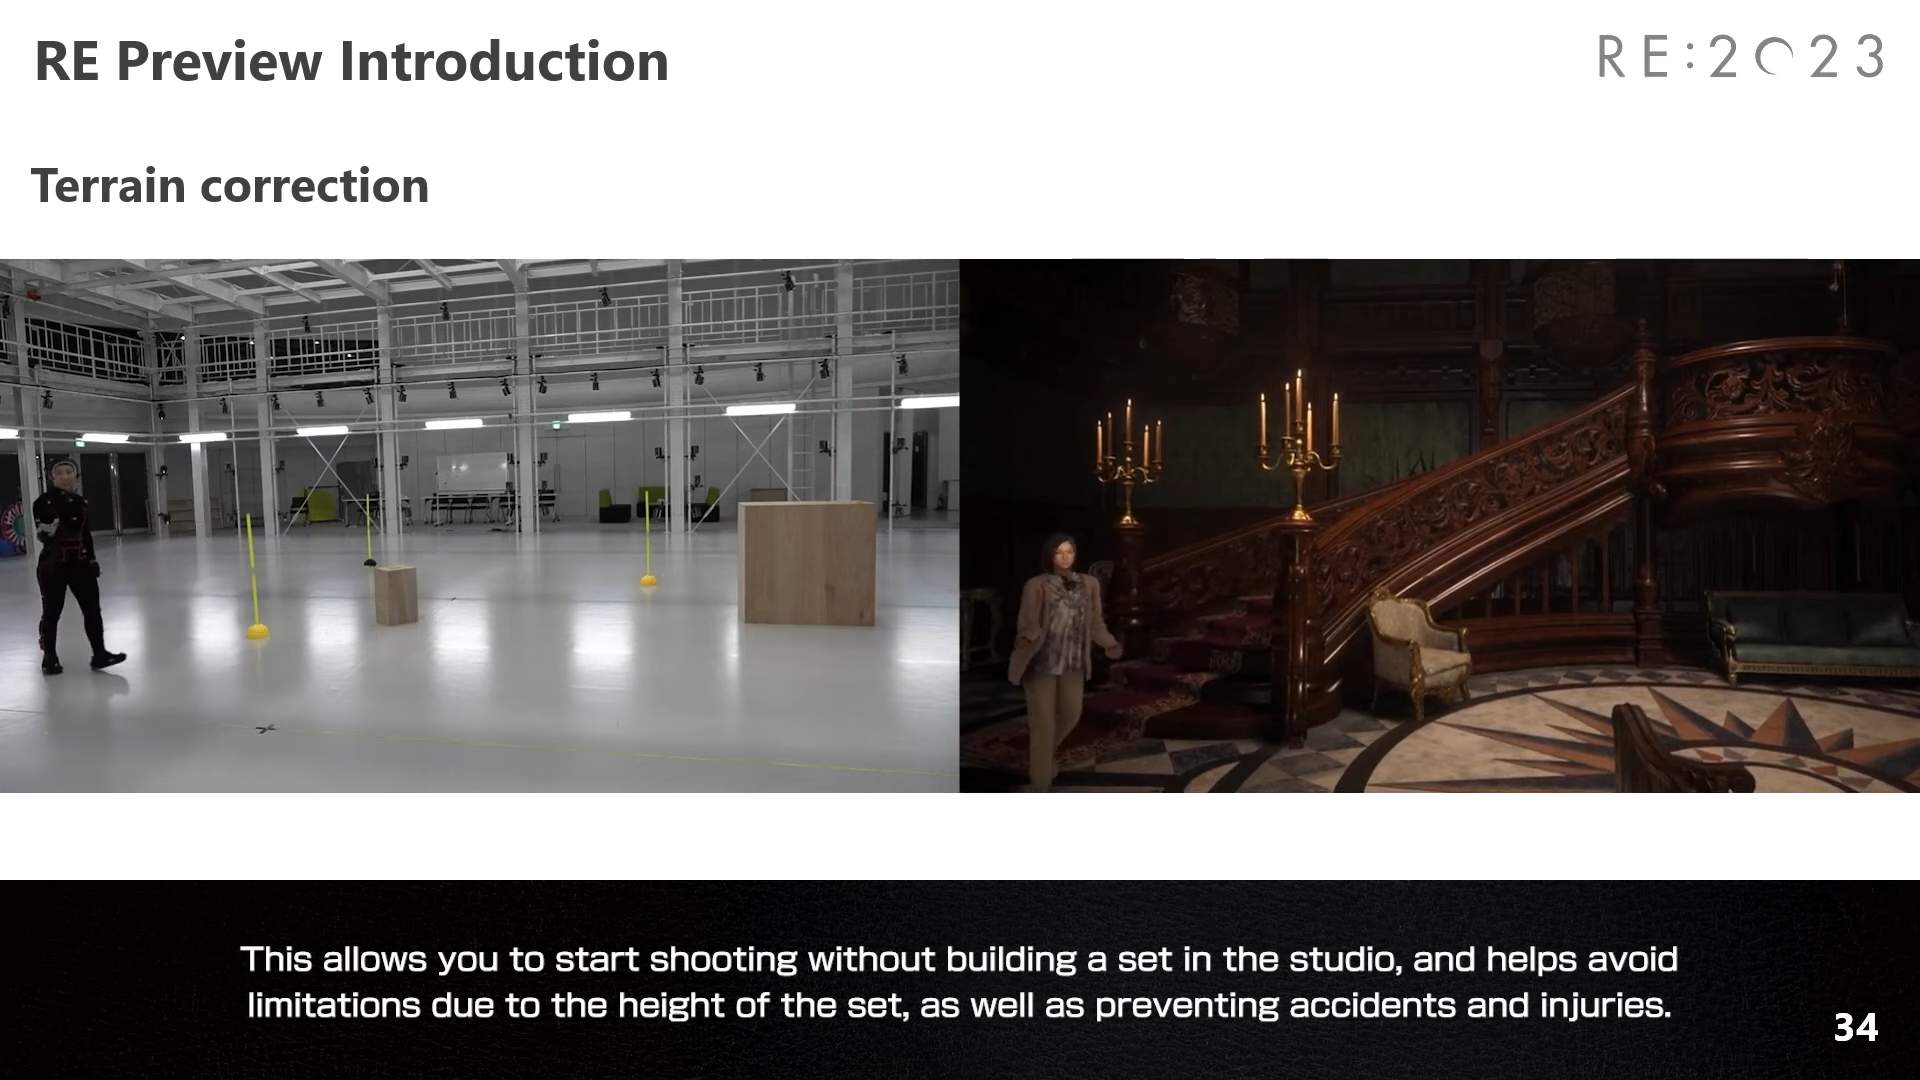 RE Preview Introduction
RE:2023
Terrain correction
This allows you to start shooting without building a set in the studio, and helps avoid
limitations due to the height of the set, as well as preventing accidents and injuries.
34